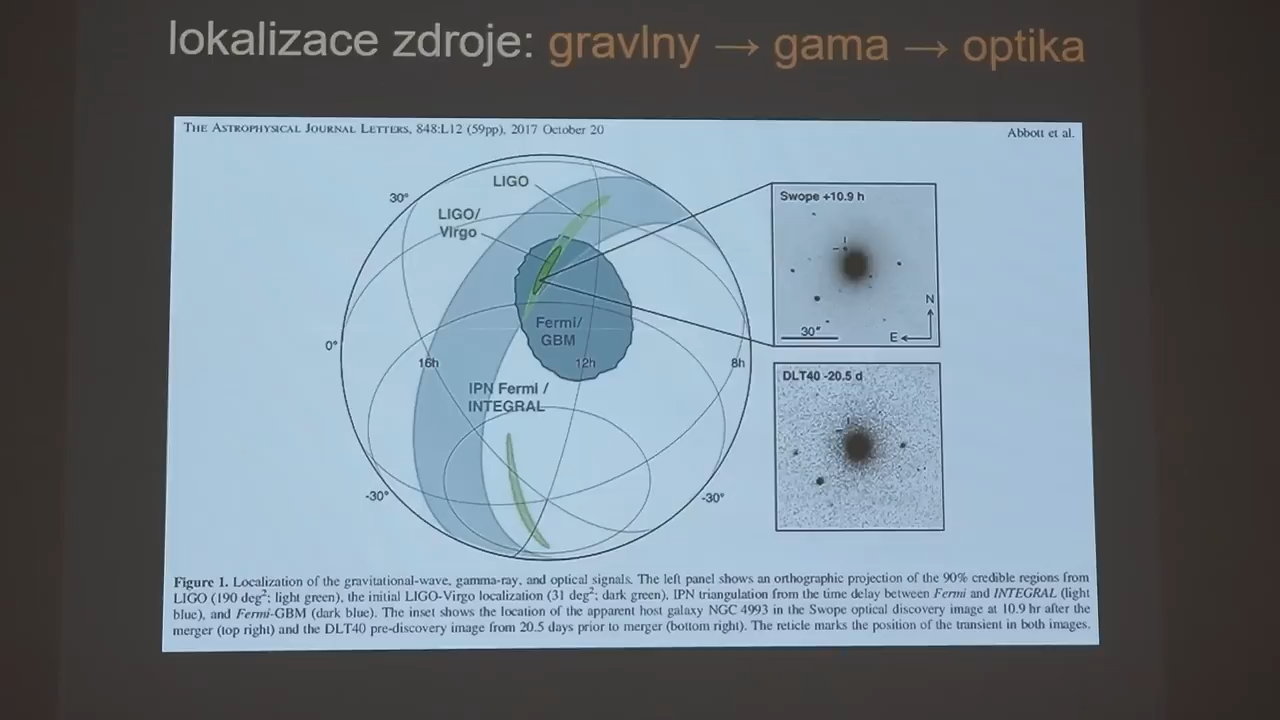 lokalizace zdroje: gravlny → gama → optika
THE ASTROPHYSICAL JOURNAL LETTERS, 848:L12 (59pp), 2017 October 20
Abbott et al.
LIGO
30°
LIGO/
Virgo
Swope +10.9 h
N
30"
E
Fermi/
GBM
0°
16h
12h
8h
DLT40 -20.5 d
IPN Fermi /
INTEGRAL
-30°
-30°
Figure 1. Localization of the gravitational-wave, gamma-ray, and optical signals. The left panel shows an orthographic projection of the 90% credible regions from
LIGO (190 deg²; light green), the initial LIGO-Virgo localization (31 deg²; dark green), IPN triangulation from the time delay between Fermi and INTEGRAL (light
blue), and Fermi-GBM (dark blue). The inset shows the location of the apparent host galaxy NGC 4993 in the Swope optical discovery image at 10.9 hr after the
merger (top right) and the DLT40 pre-discovery image from 20.5 days prior to merger (bottom right). The reticle marks the position of the transient in both images.